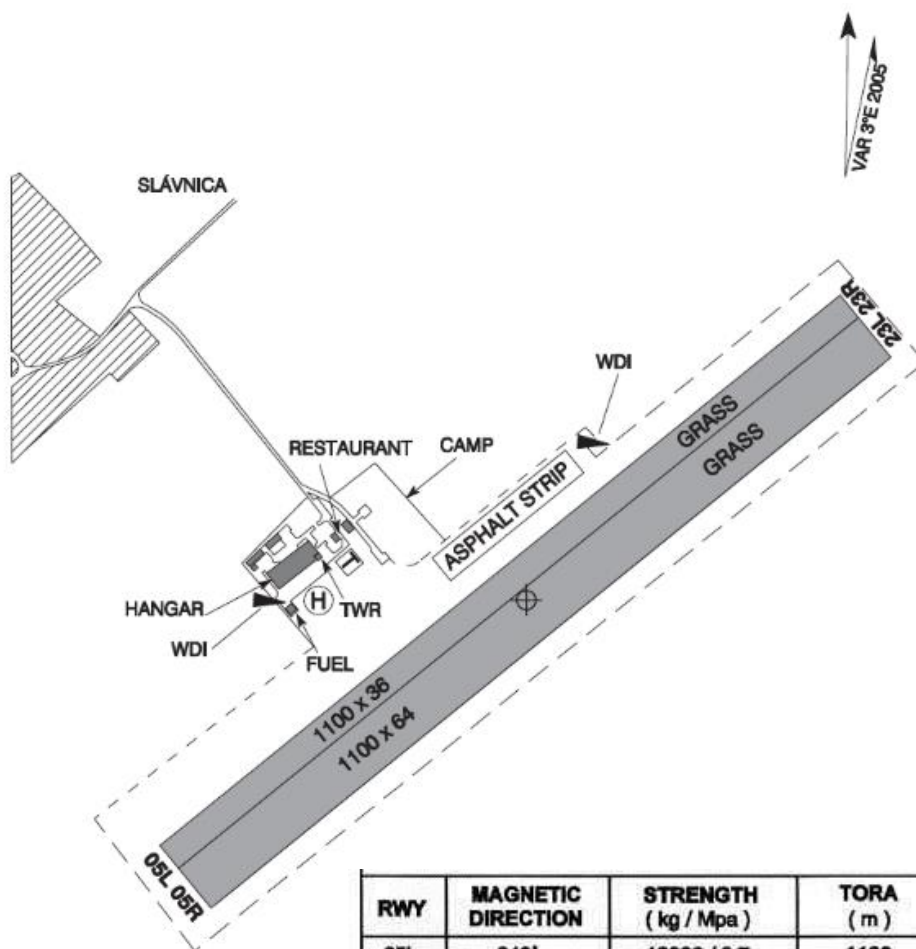 VAR 3°E 2005
SLÁVNICA
23L 23R
WDI
GRASS
GRASS
RESTAURANT
CAMP
ASPHALT STRIP
T
HANGAR
H
TWR
WDI
FUEL
1100 x 36
1100 x 64
05L 05R
RWY MAGNETIC DIRECTION STRENGTH ( kg / Mpa ) TORA ( m )